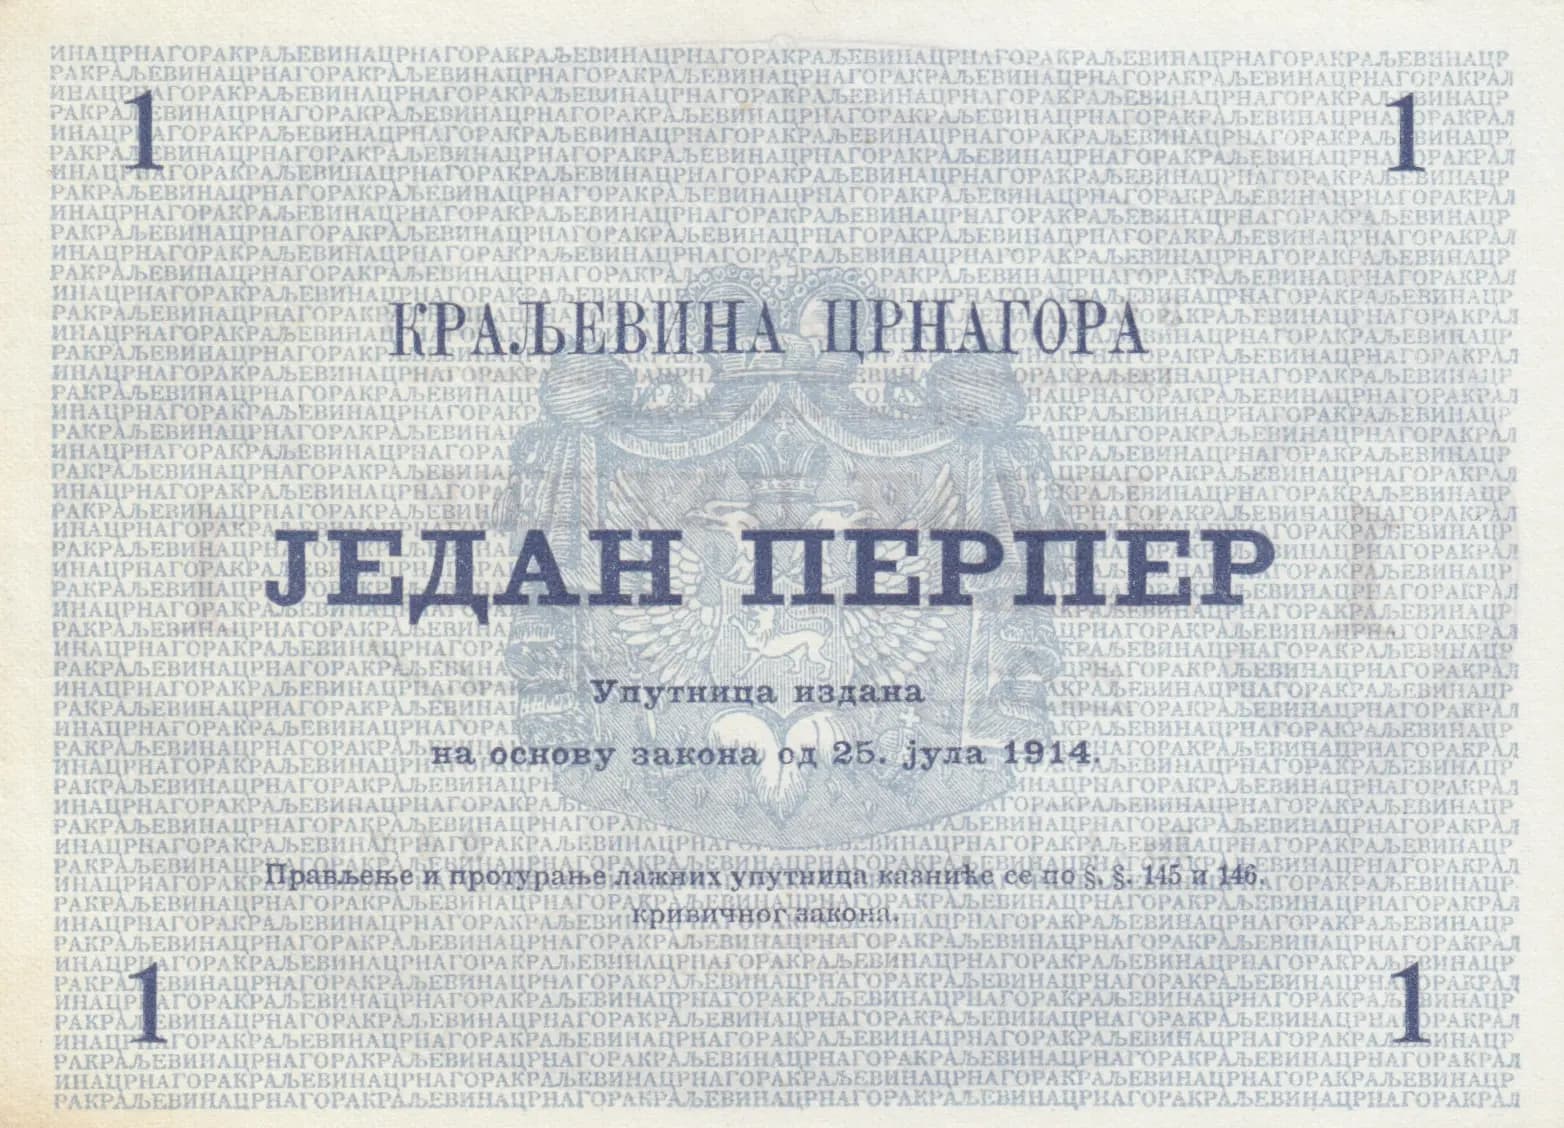 1 1
КРАЉЕВИНА ЦРНАГОРА
ЈЕДАН ПЕРПЕР
Упутница издана
на основу закона од 25. јула 1914.
Прављење и протурање лажних упутница казниће се по §. §. 145 и 146.
кривичног закона.
1 1